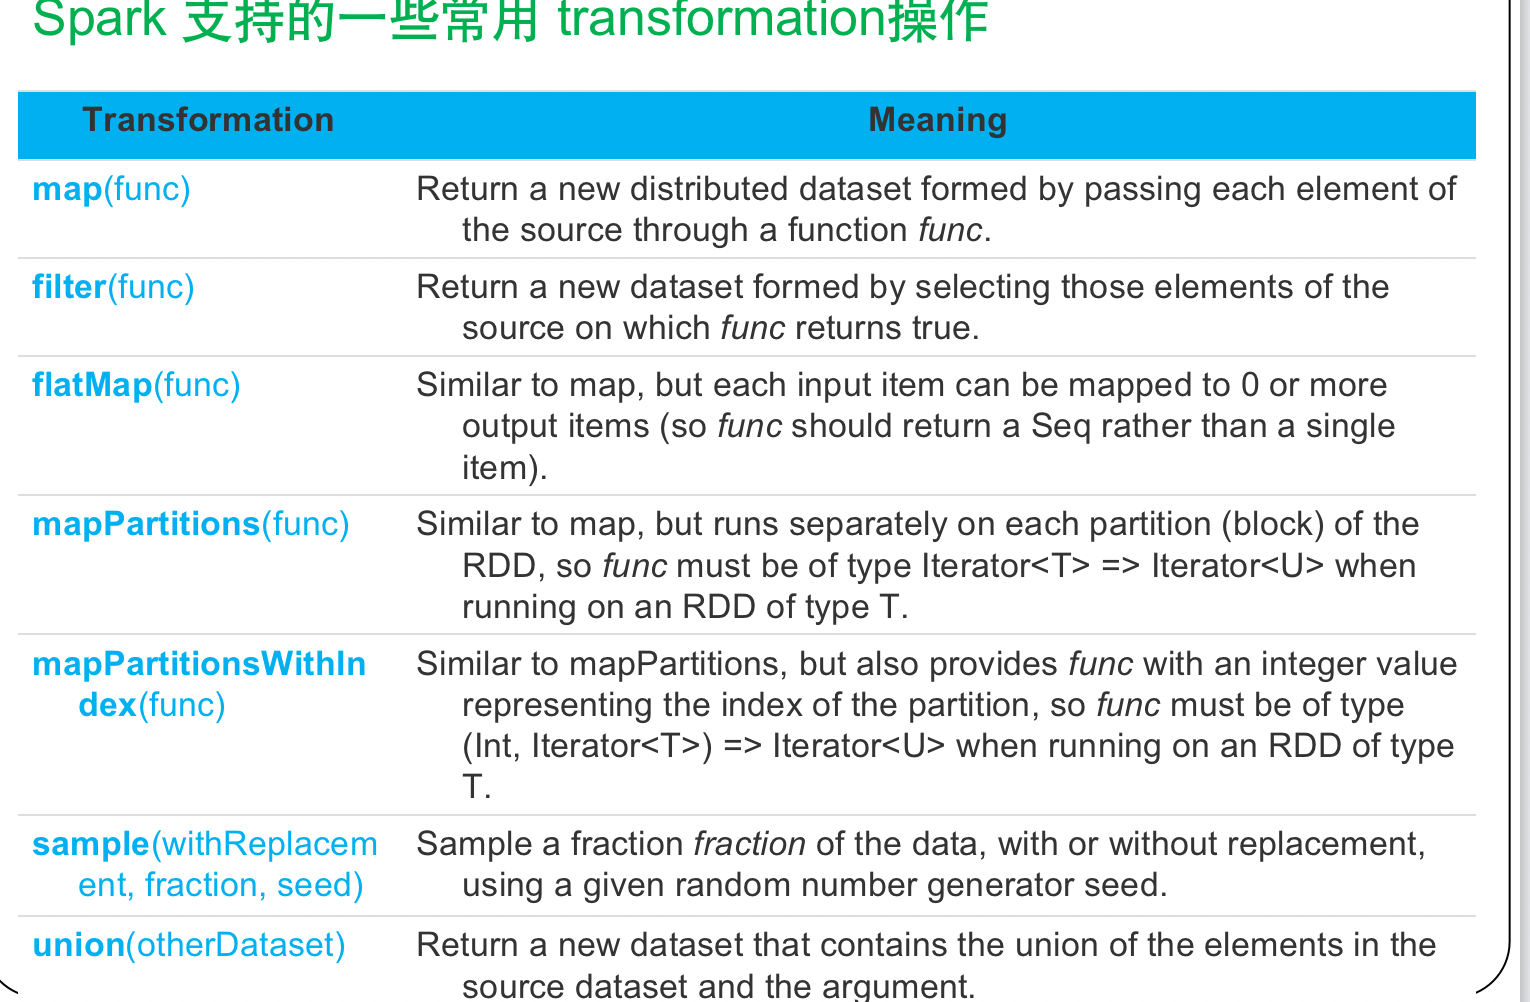 Spark 支持的一些常用 transformation操作
Transformation Meaning
map(func) Return a new distributed dataset formed by passing each element of
the source through a function func.
filter(func) Return a new dataset formed by selecting those elements of the
source on which func returns true.
flatMap(func) Similar to map, but each input item can be mapped to 0 or more
output items (so func should return a Seq rather than a single
item).
mapPartitions(func) Similar to map, but runs separately on each partition (block) of the
RDD, so func must be of type Iterator<T> => Iterator<U> when
running on an RDD of type T.
mapPartitionsWithIn Similar to mapPartitions, but also provides func with an integer value
dex(func) representing the index of the partition, so func must be of type
(Int, Iterator<T>) => Iterator<U> when running on an RDD of type
T.
sample(withReplacem Sample a fraction fraction of the data, with or without replacement,
ent, fraction, seed) using a given random number generator seed.
union(otherDataset) Return a new dataset that contains the union of the elements in the
source dataset and the argument.